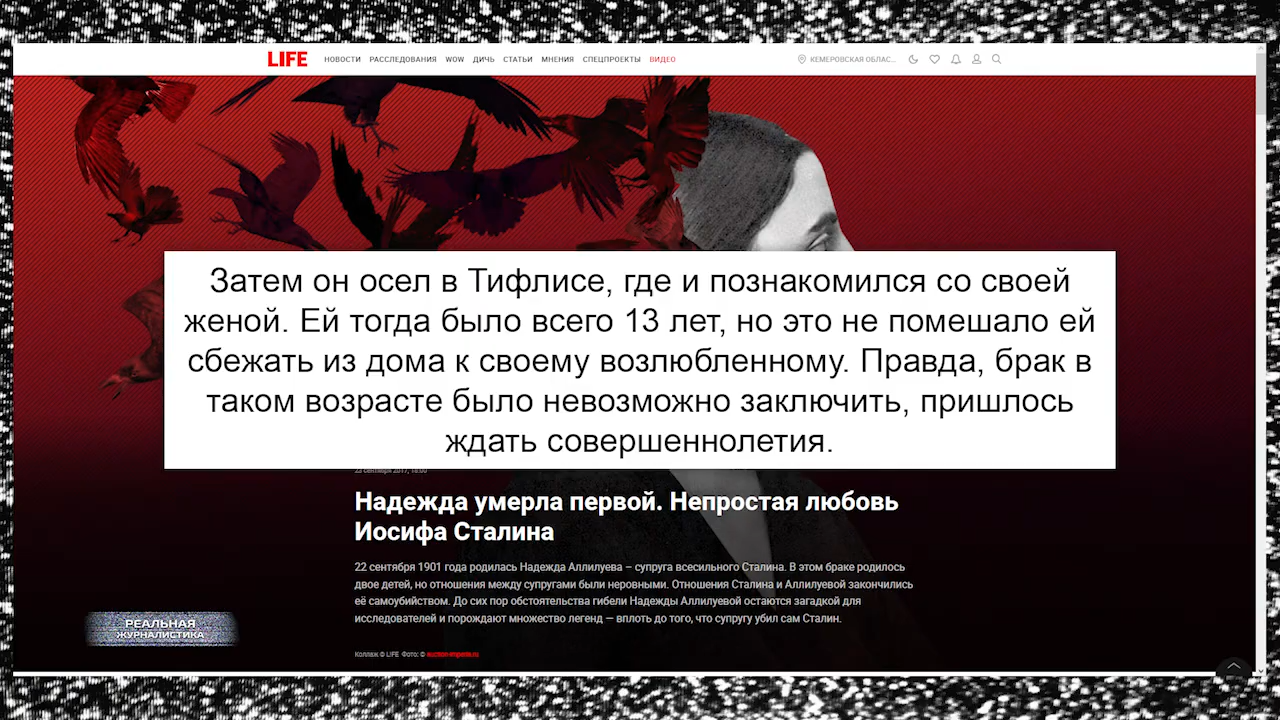 LIFE НОВОСТИ РАССЛЕДОВАНИЯ WOW ДИЧЬ СТАТЬИ МНЕНИЯ СПЕЦПРОЕКТЫ ВИДЕО КЕМЕРОВСКАЯ ОБЛАС...
Затем он осел в Тифлисе, где и познакомился со своей
женой. Ей тогда было всего 13 лет, но это не помешало ей
сбежать из дома к своему возлюбленному. Правда, брак в
таком возрасте было невозможно заключить, пришлось
ждать совершеннолетия.
Надежда умерла первой. Непростая любовь
Иосифа Сталина
22 сентября 1901 года родилась Надежда Аллилуева – супруга всесильного Сталина. В этом браке родилось
двое детей, но отношения между супругами были неровными. Отношения Сталина и Аллилуевой закончились
её самоубийством. До сих пор обстоятельства гибели Надежды Аллилуевой остаются загадкой для
исследователей и порождают множество легенд — вплоть до того, что супругу убил сам Сталин.
РЕАЛЬНАЯ
ЖУРНАЛИСТИКА
Коллаж © LIFE Фото: ©